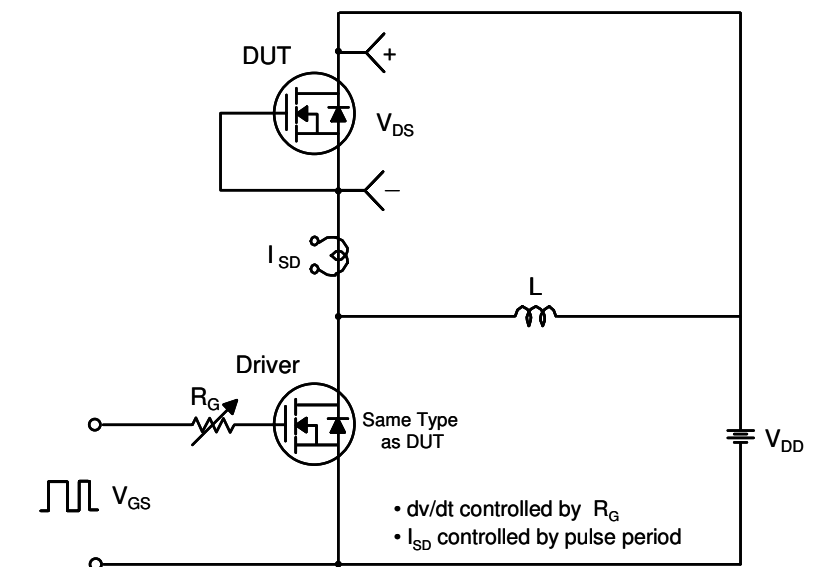 DUT
+
V_DS
–
I_SD
L
Driver
R_G
Same Type
as DUT
V_DD
V_GS
• dv/dt controlled by R_G
• I_SD controlled by pulse period